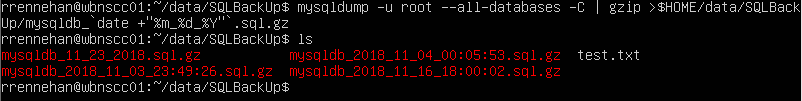 rrennehan@wbnscc01:~/data/SQLBackUp$ mysqldump -u root --all-databases -C | gzip >$HOME/data/SQLBack
Up/mysqldb_`date +"%m_%d_%Y"`.sql.gz
rrennehan@wbnscc01:~/data/SQLBackUp$ ls
mysqldb_11_23_2018.sql.gz mysqldb_2018_11_04_00:05:53.sql.gz test.txt
mysqldb_2018_11_03_23:49:26.sql.gz mysqldb_2018_11_16_18:00:02.sql.gz
rrennehan@wbnscc01:~/data/SQLBackUp$